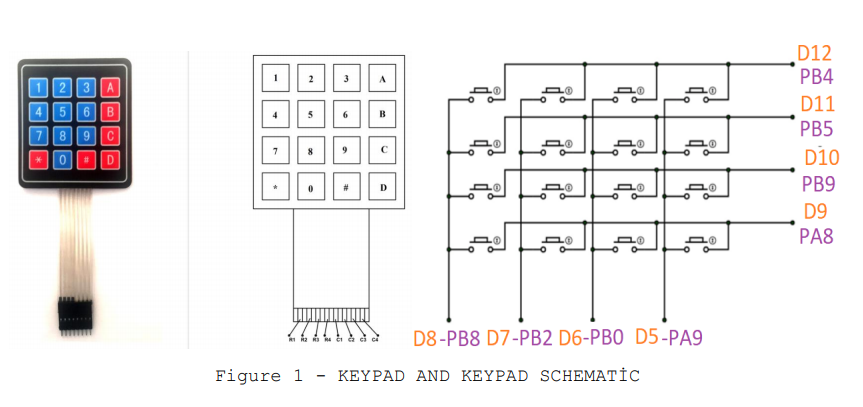 1 2 3 A
4 5 6 B
7 8 9 C
* 0 # D
1 2 3 A
4 5 6 B
7 8 9 C
* 0 # D
R1 R2 R3 R4 C1 C2 C3 C4
D12
PB4
D11
PB5
D10
PB9
D9
PA8
D8-PB8 D7-PB2 D6-PB0 D5-PA9
Figure 1 - KEYPAD AND KEYPAD SCHEMATİC